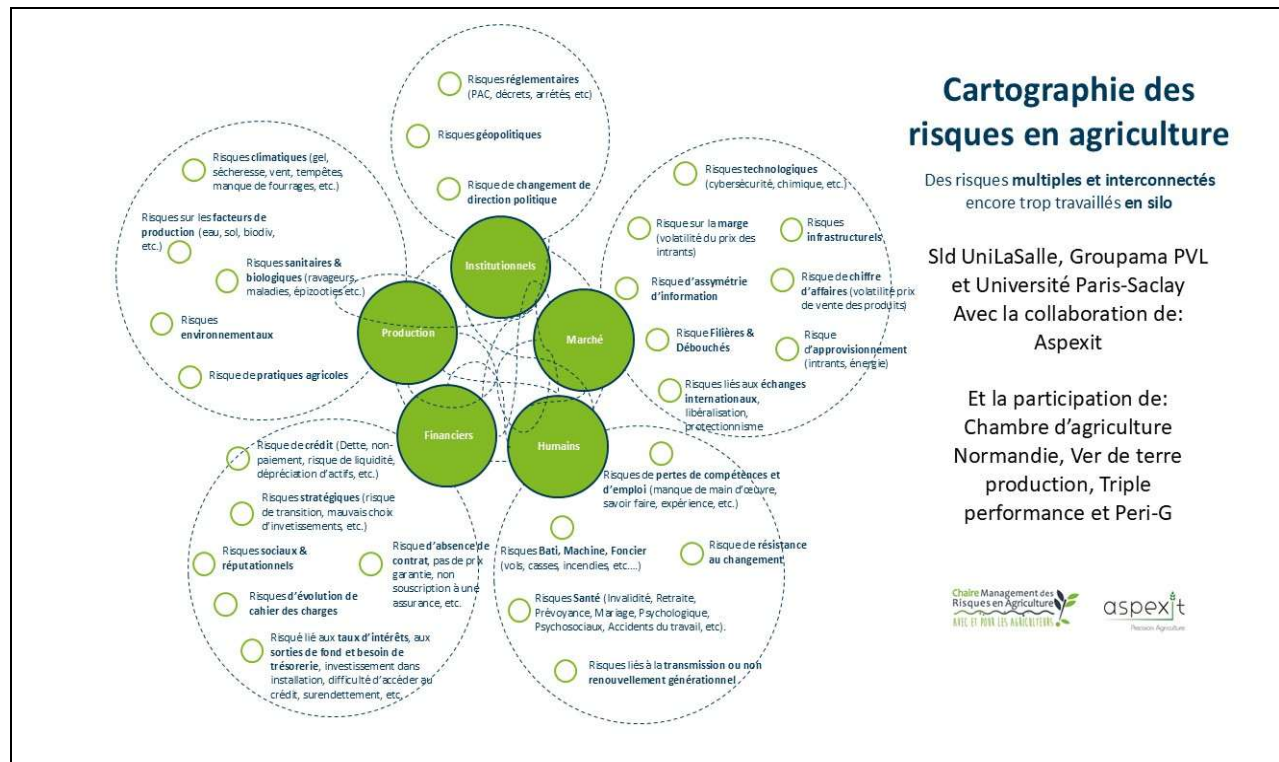 Cartographie des
risques en agriculture
Des risques multiples et interconnectés
encore trop travaillés en silo
Sld UniLaSalle, Groupama PVL
et Université Paris-Saclay
Avec la collaboration de:
Aspexit
Et la participation de:
Chambre d’agriculture
Normandie, Ver de terre
production, Triple
performance et Peri-G
Chaire Management des
Risques en Agriculture
AVEC ET POUR LES AGRICULTEURS
aspexit
Precision Agriculture
Institutionnels
Risques réglementaires
(PAC, décrets, arrêtés, etc)
Risques géopolitiques
Risque de changement de
direction politique
Production
Risques climatiques (gel,
sécheresse, vent, tempêtes,
manque de fourrages, etc.)
Risques sur les facteurs de
production (eau, sol, biodiv,
etc.)
Risques sanitaires &
biologiques (ravageurs,
maladies, épizooties etc.)
Risques
environnementaux
Risque de pratiques agricoles
Marché
Risques technologiques
(cybersécurité, chimique, etc.)
Risque sur la marge
(volatilité du prix des
intrants)
Risques
infrastructurels
Risque d’assymétrie
d’information
Risque de chiffre
d’affaires (volatilité prix
de vente des produits)
Risque Filières &
Débouchés
Risque
d’approvisionnement
(intrants, énergie)
Risques liés aux échanges
internationaux,
libéralisation,
protectionnisme
Financiers
Risque de crédit (Dette, non-
paiement, risque de liquidité,
dépréciation d’actifs, etc.)
Risques stratégiques (risque
de transition, mauvais choix
d’invetissements, etc.)
Risques sociaux &
réputationnels
Risque d’absence de
contrat, pas de prix
garantie, non
souscription à une
assurance, etc.
Risques d’évolution de
cahier des charges
Risqué lié aux taux d’intérêts, aux
sorties de fond et besoin de
trésorerie, investissement dans
installation, difficulté d’accéder au
crédit, surendettement, etc,
Humains
Risques de pertes de compétences et
d’emploi (manque de main d’œuvre,
savoir faire, expérience, etc.)
Risques Bati, Machine, Foncier
(vols, casses, incendies, etc....)
Risque de résistance
au changement
Risques Santé (Invalidité, Retraite,
Prévoyance, Mariage, Psychologique,
Psychosociaux, Accidents du travail, etc).
Risques liés à la transmission ou non
renouvellement générationnel